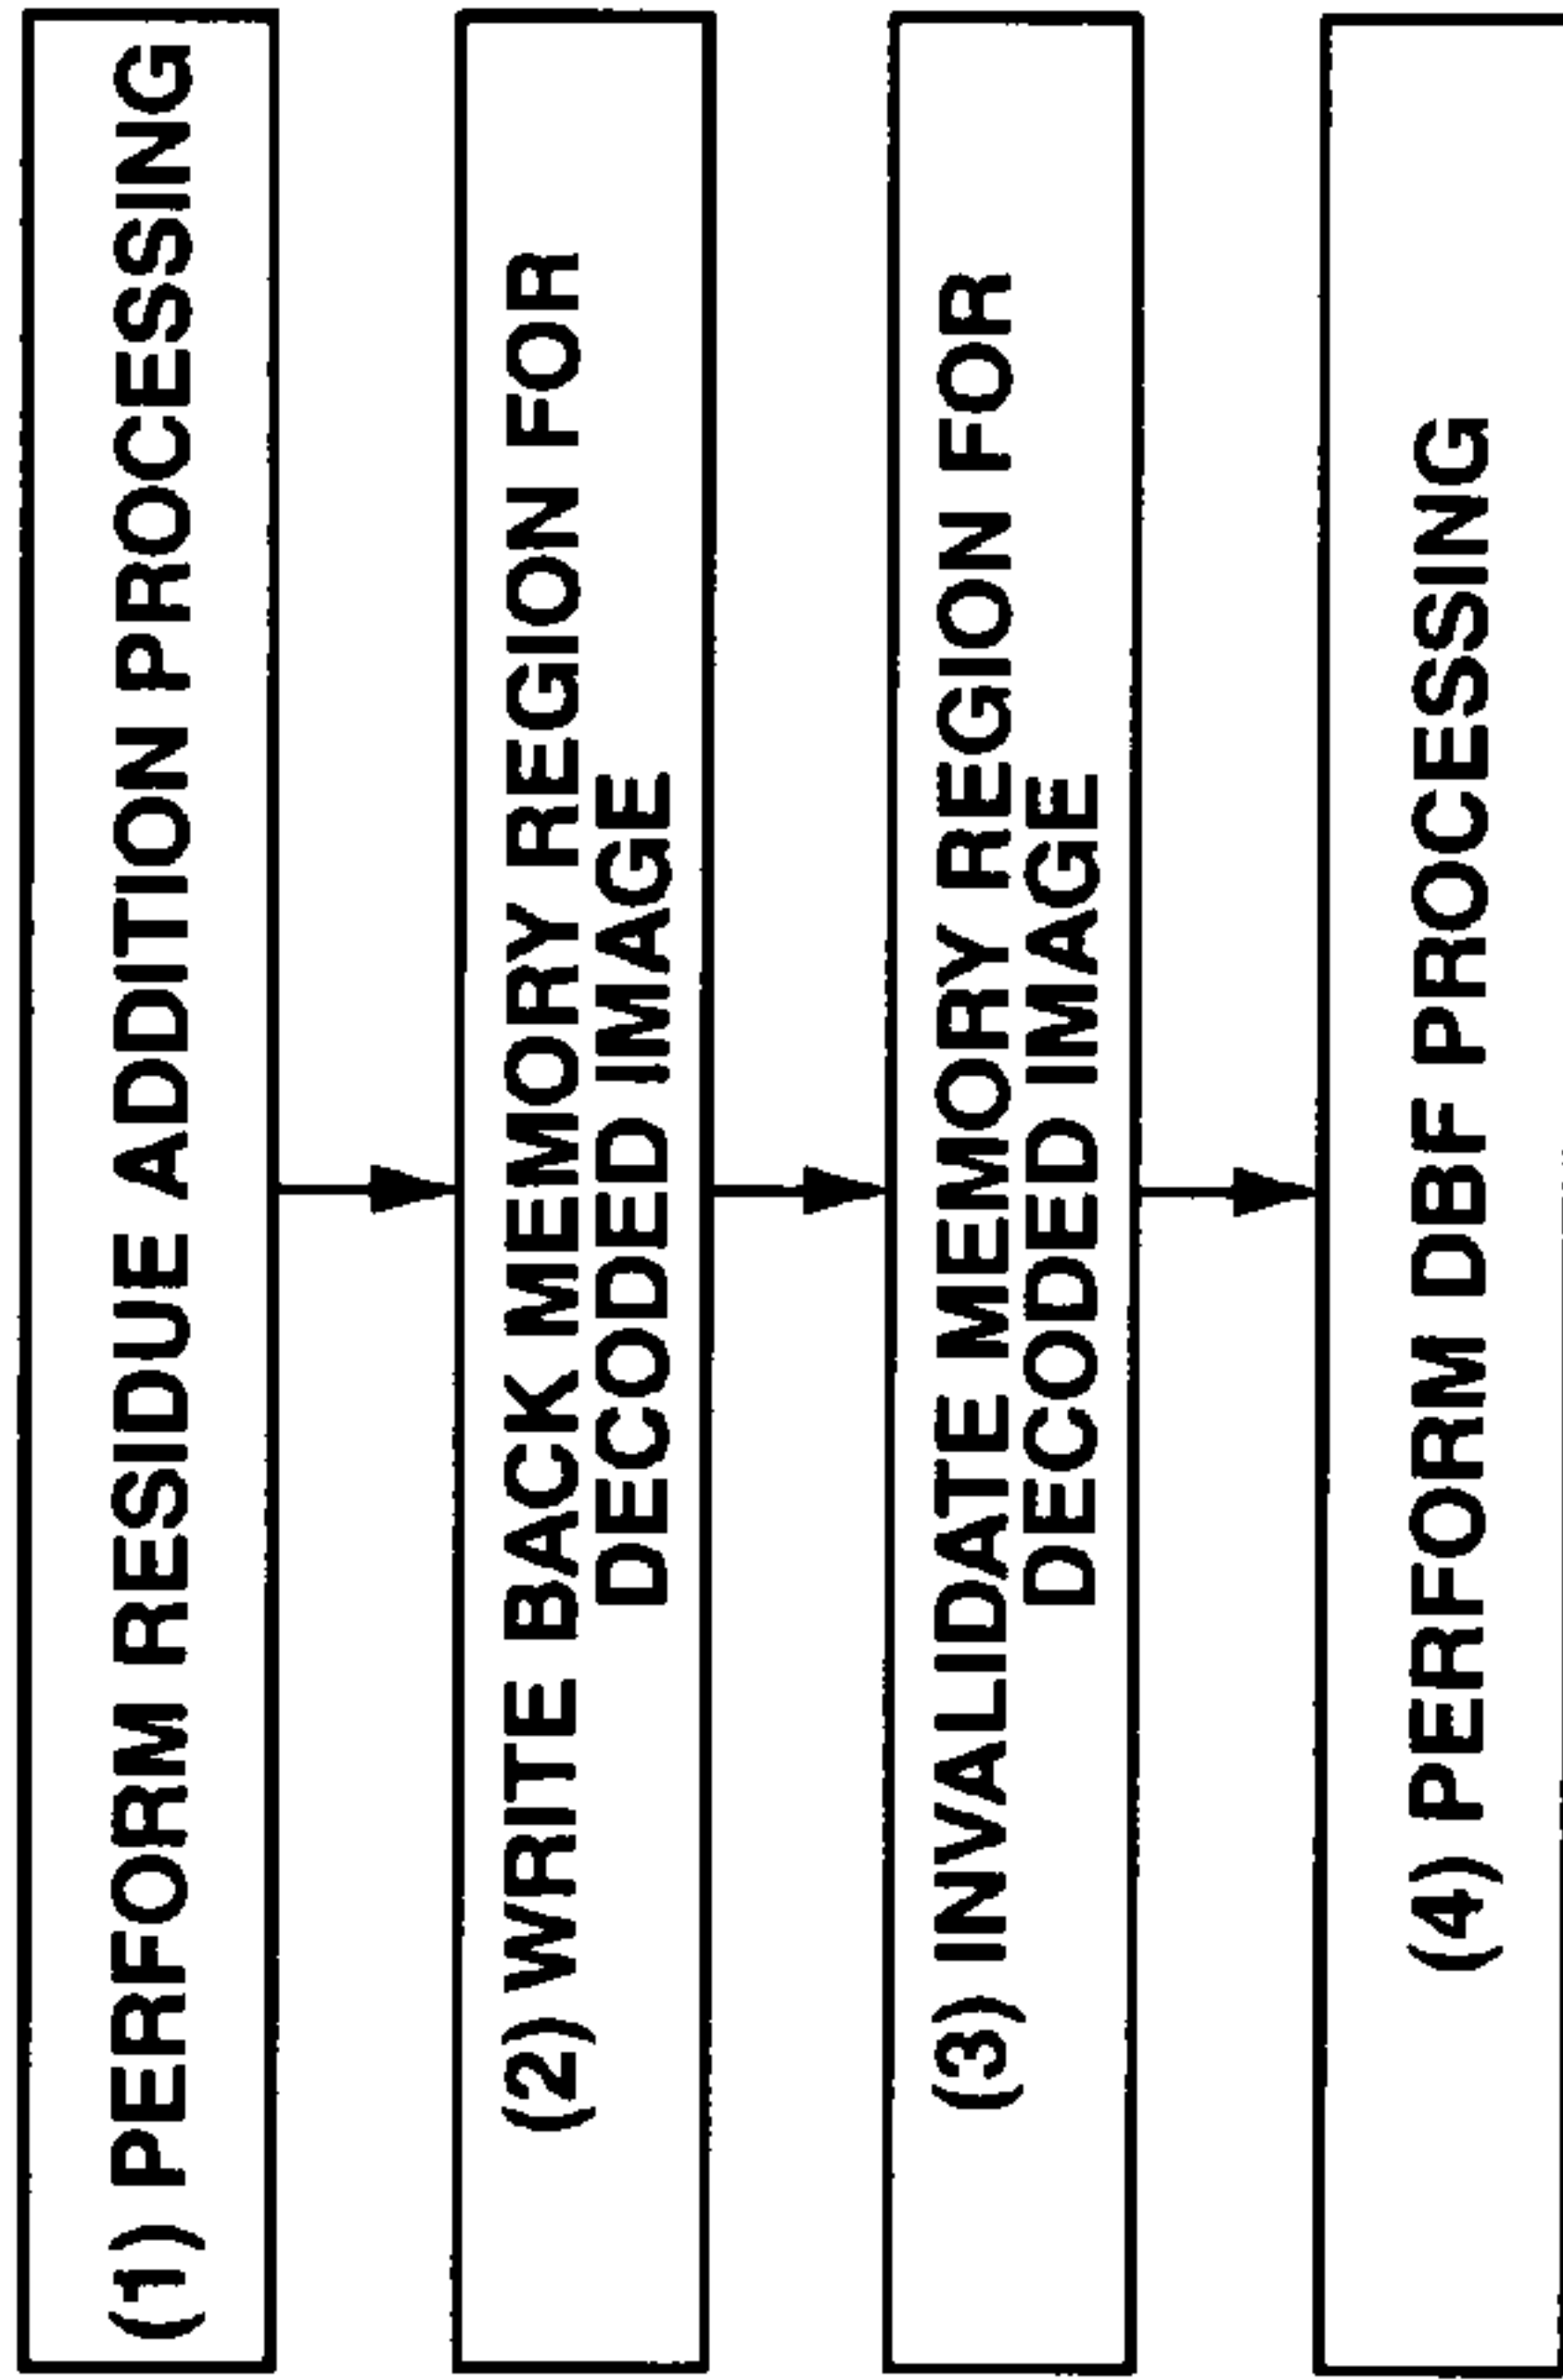 (1) PERFORM RESIDUE ADDITION PROCESSING
(2) WRITE BACK MEMORY REGION FOR
DECODED IMAGE
(3) INVALIDATE MEMORY REGION FOR
DECODED IMAGE
(4) PERFORM DBF PROCESSING